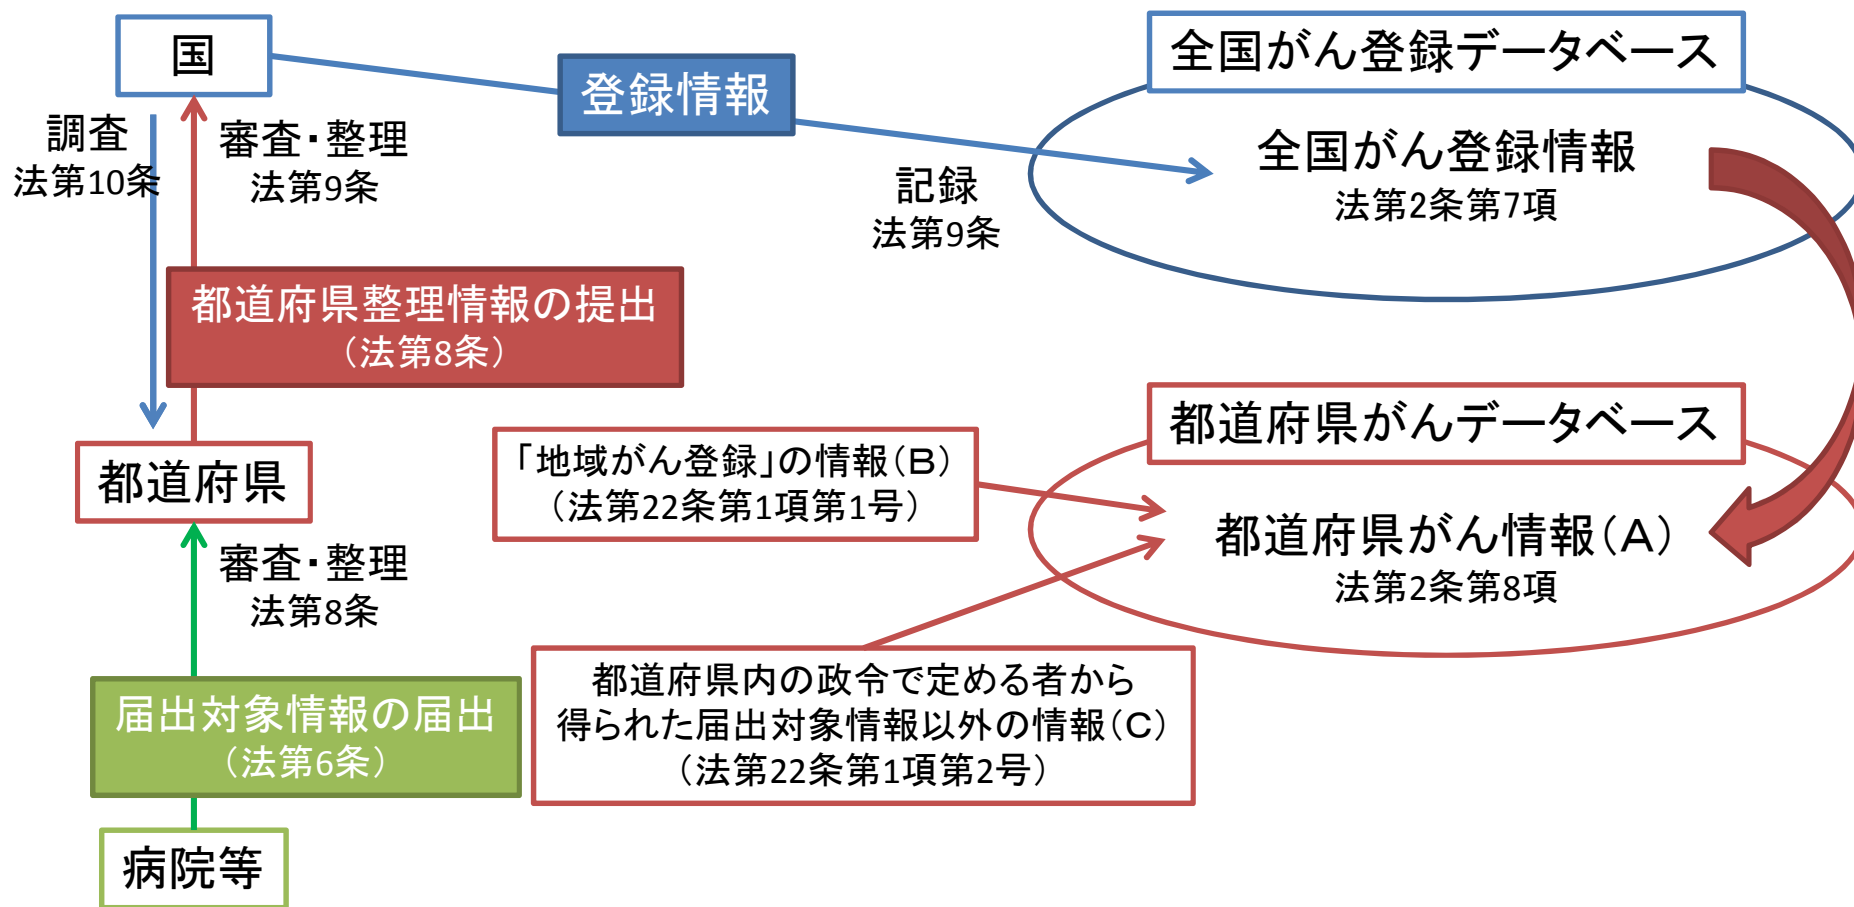 国
登録情報
全国がん登録データベース
調査
法第10条
審査・整理
法第9条
記録
法第9条
全国がん登録情報
法第2条第7項
都道府県整理情報の提出
（法第8条）
都道府県がんデータベース
「地域がん登録」の情報（B）
（法第22条第1項第1号）
都道府県
都道府県がん情報（A）
法第2条第8項
審査・整理
法第8条
都道府県内の政令で定める者から
得られた届出対象情報以外の情報（C）
（法第22条第1項第2号）
届出対象情報の届出
（法第6条）
病院等